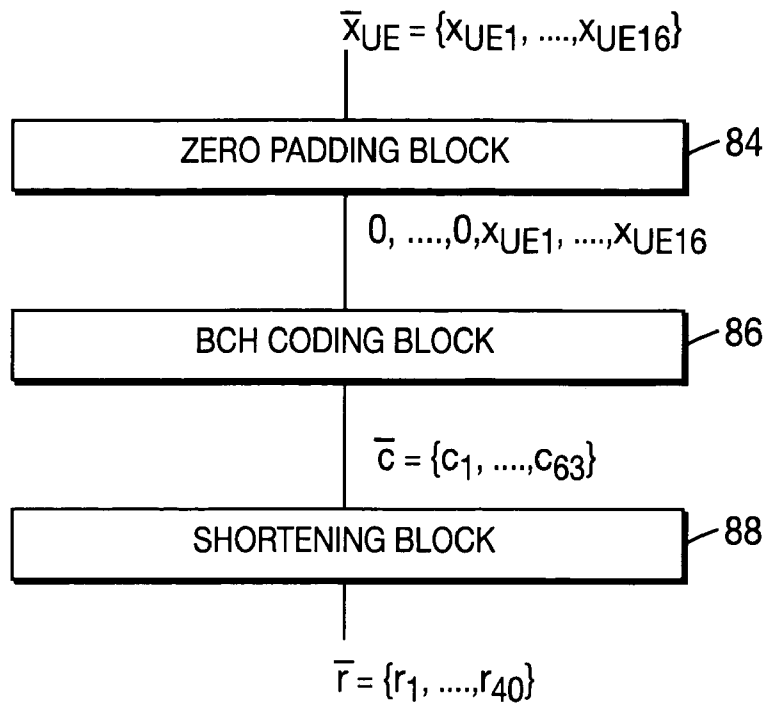 x̅UE = {xUE1, ....,xUE16}
ZERO PADDING BLOCK 84
0, ....,0,xUE1, ....,xUE16
BCH CODING BLOCK 86
c̅ = {c1, ....,c63}
SHORTENING BLOCK 88
r̅ = {r1, ....,r40}